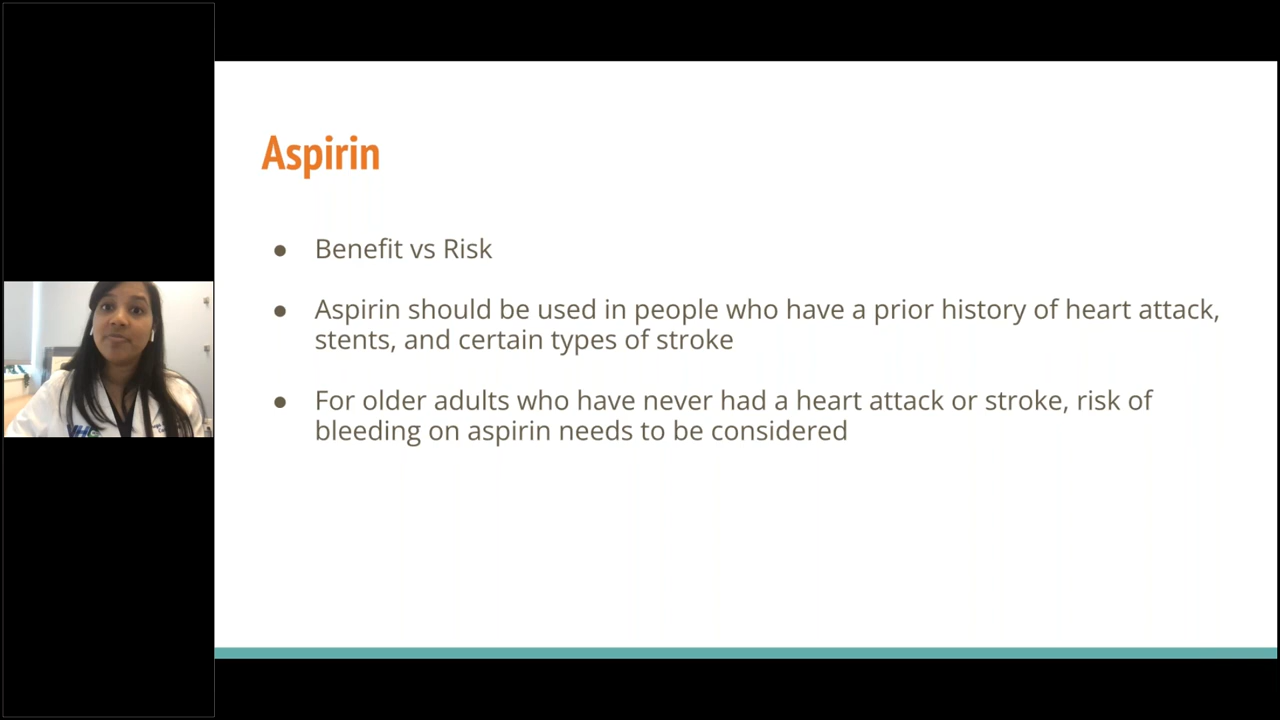 Aspirin
● Benefit vs Risk
● Aspirin should be used in people who have a prior history of heart attack,
stents, and certain types of stroke
● For older adults who have never had a heart attack or stroke, risk of
bleeding on aspirin needs to be considered